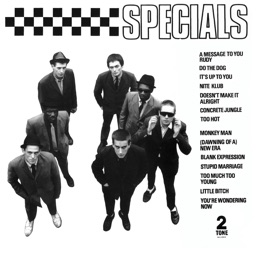 SPECIALS
A MESSAGE TO YOU
RUDY
DO THE DOG
IT'S UP TO YOU
NITE KLUB
DOESN'T MAKE IT
ALRIGHT
CONCRETE JUNGLE
TOO HOT
MONKEY MAN
(DAWNING OF A)
NEW ERA
BLANK EXPRESSION
STUPID MARRIAGE
TOO MUCH TOO
YOUNG
LITTLE BITCH
YOU'RE WONDERING
NOW
2
TONE